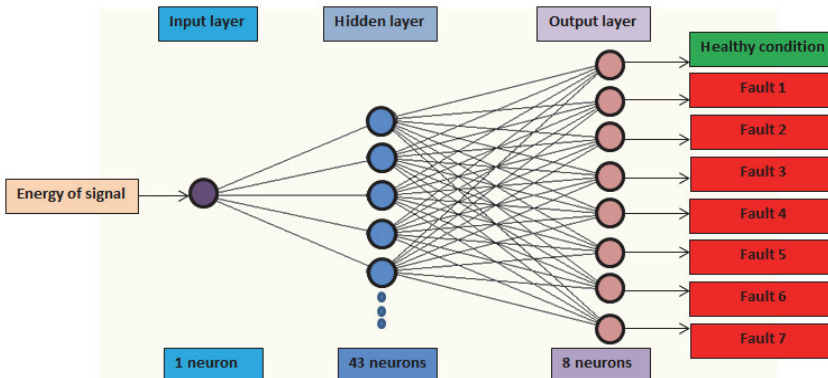 Input layer
Hidden layer
Output layer
Healthy condition
Fault 1
Fault 2
Fault 3
Energy of signal
Fault 4
Fault 5
Fault 6
Fault 7
1 neuron
43 neurons
8 neurons